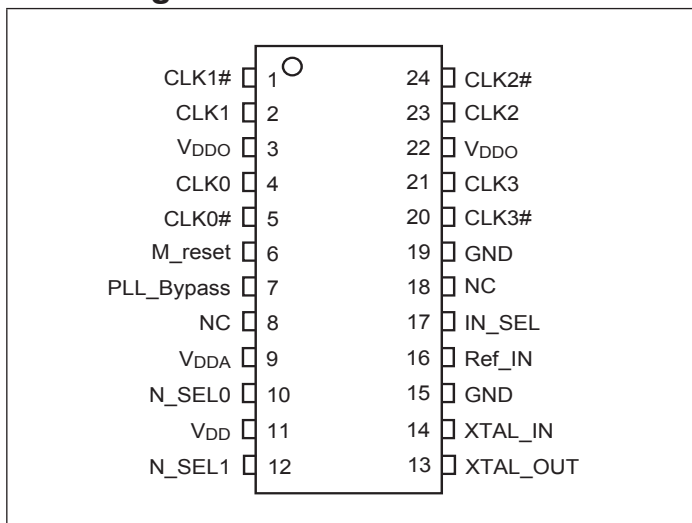 CLK1# 1 24 CLK2#
CLK1 2 23 CLK2
VDDO 3 22 VDDO
CLK0 4 21 CLK3
CLK0# 5 20 CLK3#
M_reset 6 19 GND
PLL_Bypass 7 18 NC
NC 8 17 IN_SEL
VDDA 9 16 Ref_IN
N_SEL0 10 15 GND
VDD 11 14 XTAL_IN
N_SEL1 12 13 XTAL_OUT